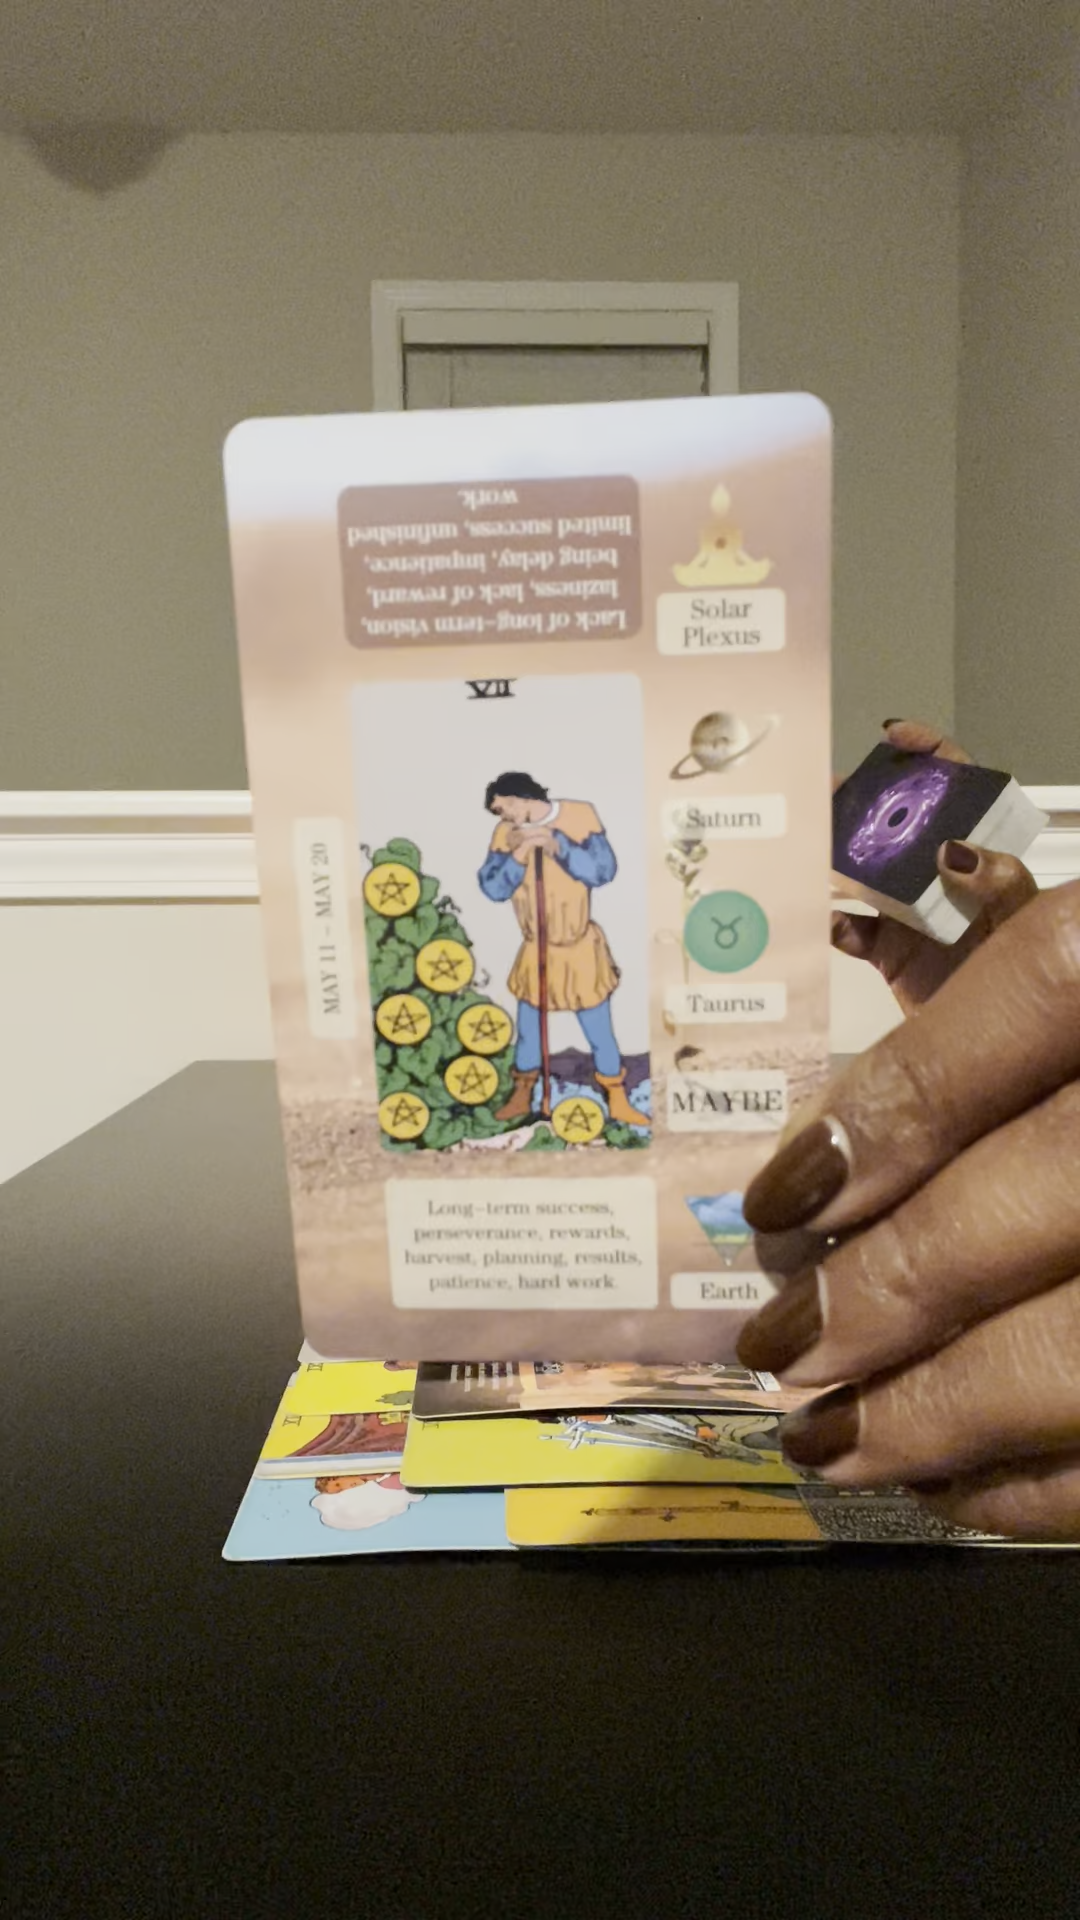 Lack of long-term vision,
laziness, lack of reward,
being delay, impatience,
limited success, unfinished
work.
Solar
Plexus
VII
Saturn
MAY 11 – MAY 20
Taurus
MAYBE
Long-term success,
perseverance, rewards,
harvest, planning, results,
patience, hard work.
Earth